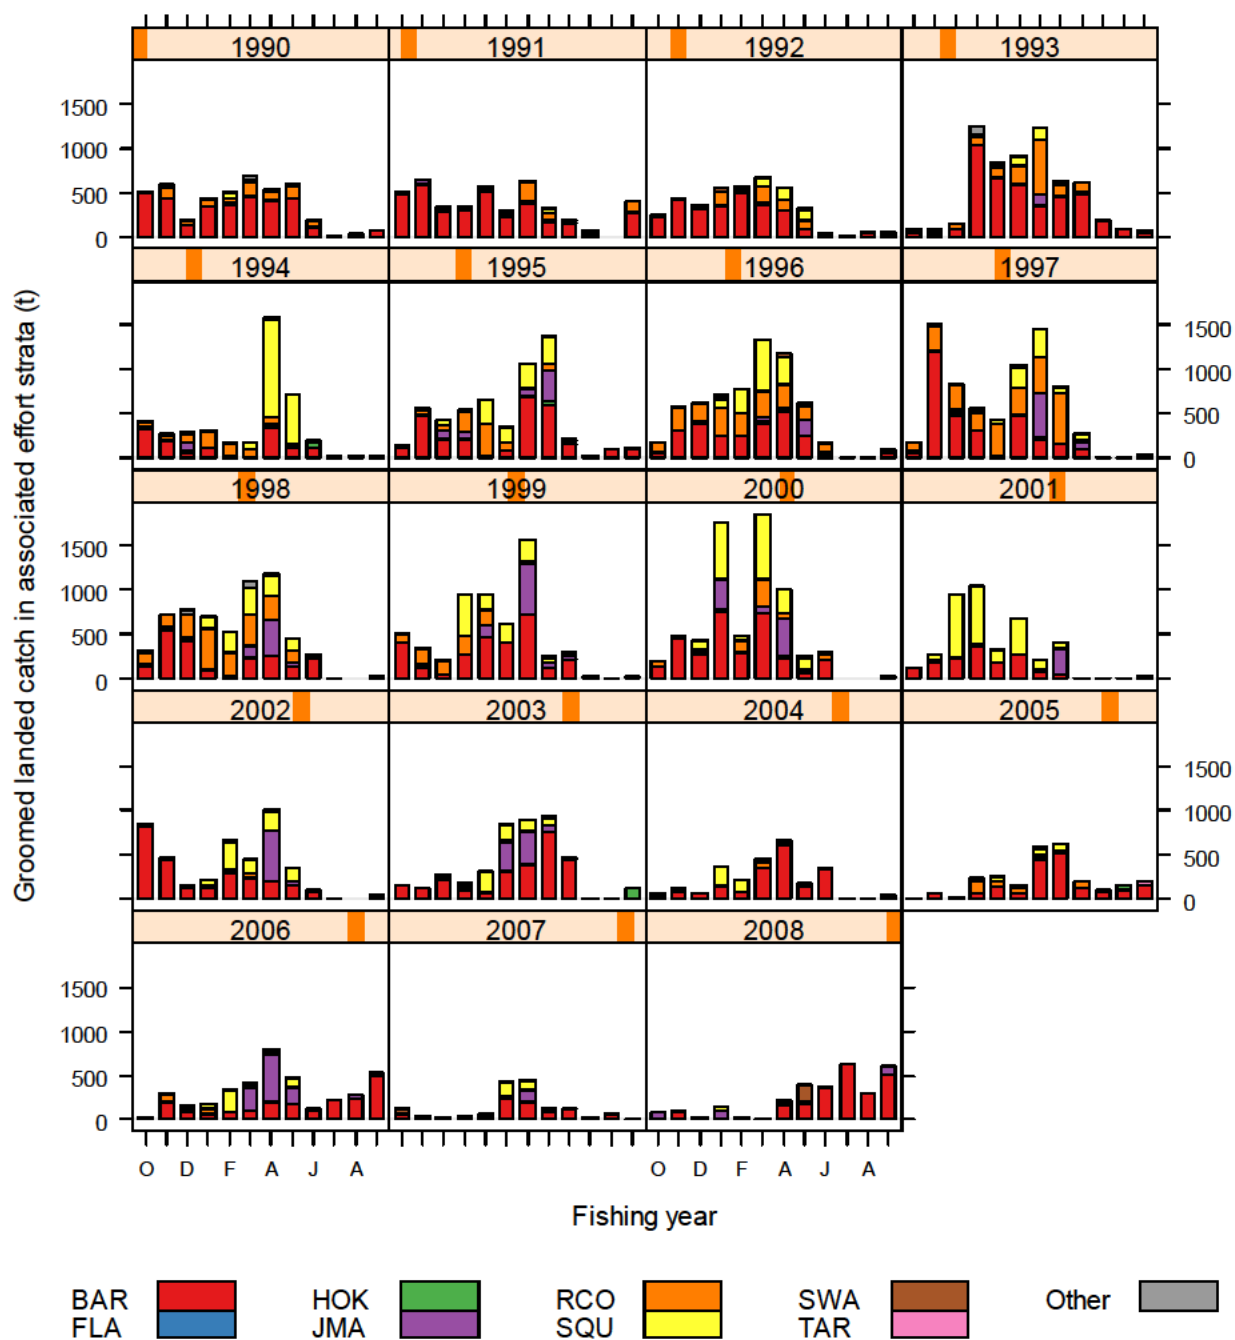 1990 1991 1992 1993
1500
1000
500
0
1994 1995 1996 1997
1500
1000
500
0
1998 1999 2000 2001
1500
1000
500
0
2002 2003 2004 2005
1500
1000
500
0
2006 2007 2008
1500
1000
500
0
O D F A J A O D F A J A
Groomed landed catch in associated effort strata (t)
Fishing year
BAR HOK RCO SWA Other
FLA JMA SQU TAR